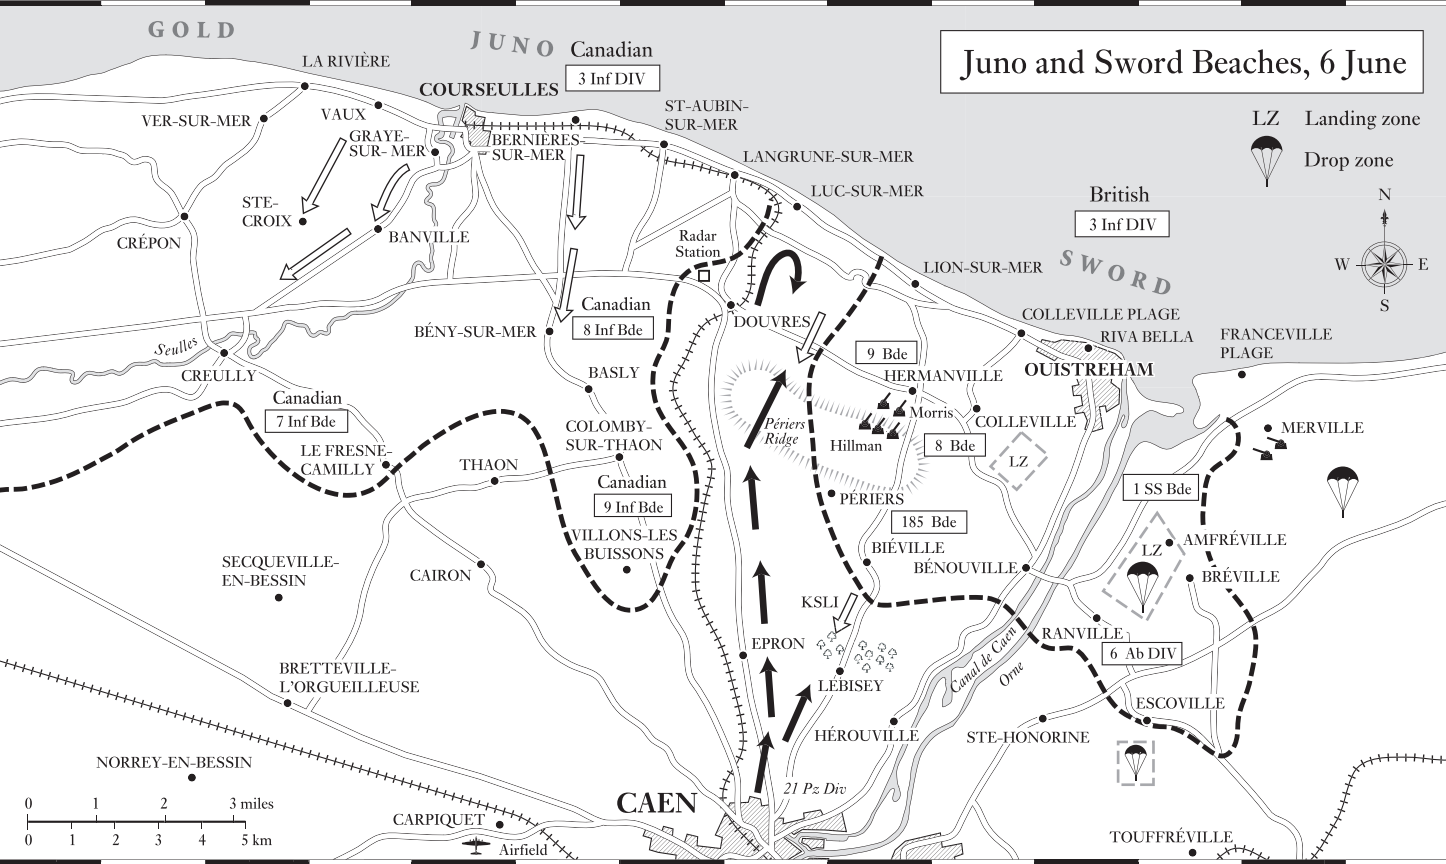 GOLD
JUNO
Canadian
3 Inf DIV
Juno and Sword Beaches, 6 June
LZ Landing zone
Drop zone
LA RIVIÈRE
COURSEULLES
VER-SUR-MER
VAUX
GRAYE-
SUR-MER
BERNIERES-
SUR-MER
ST-AUBIN-
SUR-MER
LANGRUNE-SUR-MER
LUC-SUR-MER
British
3 Inf DIV
SWORD
N
W
E
S
STE-
CROIX
CRÉPON
BANVILLE
Radar
Station
LION-SUR-MER
COLLEVILLE PLAGE
RIVA BELLA
FRANCEVILLE
PLAGE
Canadian
8 Inf Bde
BÉNY-SUR-MER
DOUVRES
Seulles
CREULLY
BASLY
9 Bde
HERMANVILLE
OUISTREHAM
Canadian
7 Inf Bde
COLOMBY-
SUR-THAON
Périers
Ridge
Morris
Hillman
COLLEVILLE
8 Bde
LZ
MERVILLE
LE FRESNE-
CAMILLY
THAON
Canadian
9 Inf Bde
PÉRIERS
185 Bde
1 SS Bde
VILLONS-LES
BUISSONS
BIÉVILLE
BÉNOUVILLE
LZ
AMFRÉVILLE
BRÉVILLE
SECQUEVILLE-
EN-BESSIN
CAIRON
KSLI
RANVILLE
6 Ab DIV
EPRON
LEBISEY
Canal de Caen
Orne
BRETTEVILLE-
L'ORGUEILLEUSE
HÉROUVILLE
STE-HONORINE
ESCOVILLE
NORREY-EN-BESSIN
21 Pz Div
CAEN
CARPIQUET
Airfield
TOUFFRÉVILLE
0 1 2 3 miles
0 1 2 3 4 5 km